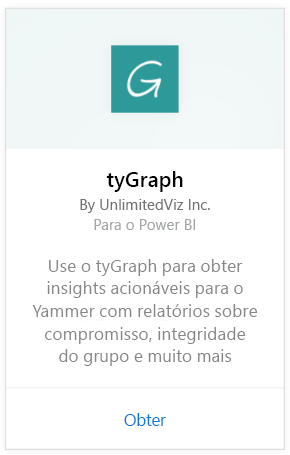 G
tyGraph
By UnlimitedViz Inc.
Para o Power BI
Use o tyGraph para obter
insights acionáveis para o
Yammer com relatórios sobre
compromisso, integridade
do grupo e muito mais
Obter